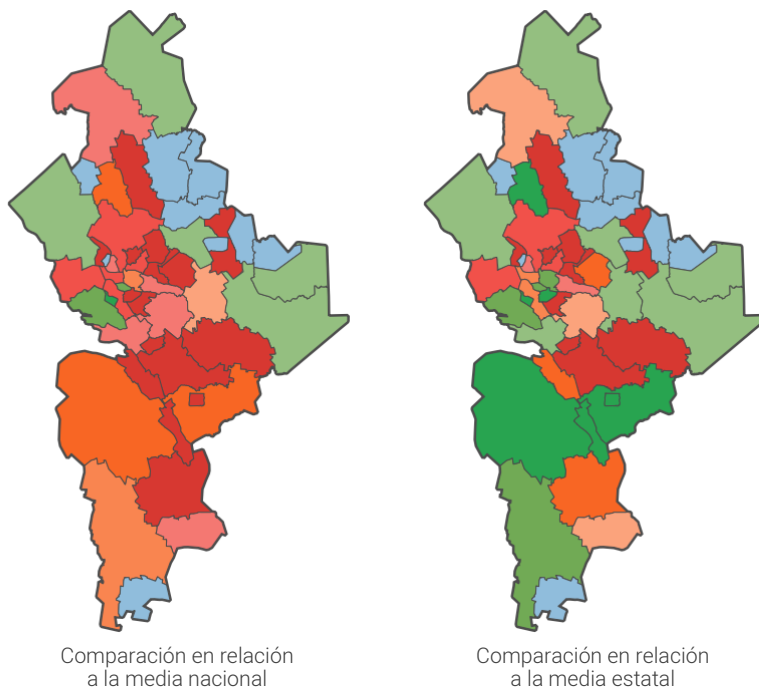 Comparación en relación
a la media nacional
Comparación en relación
a la media estatal